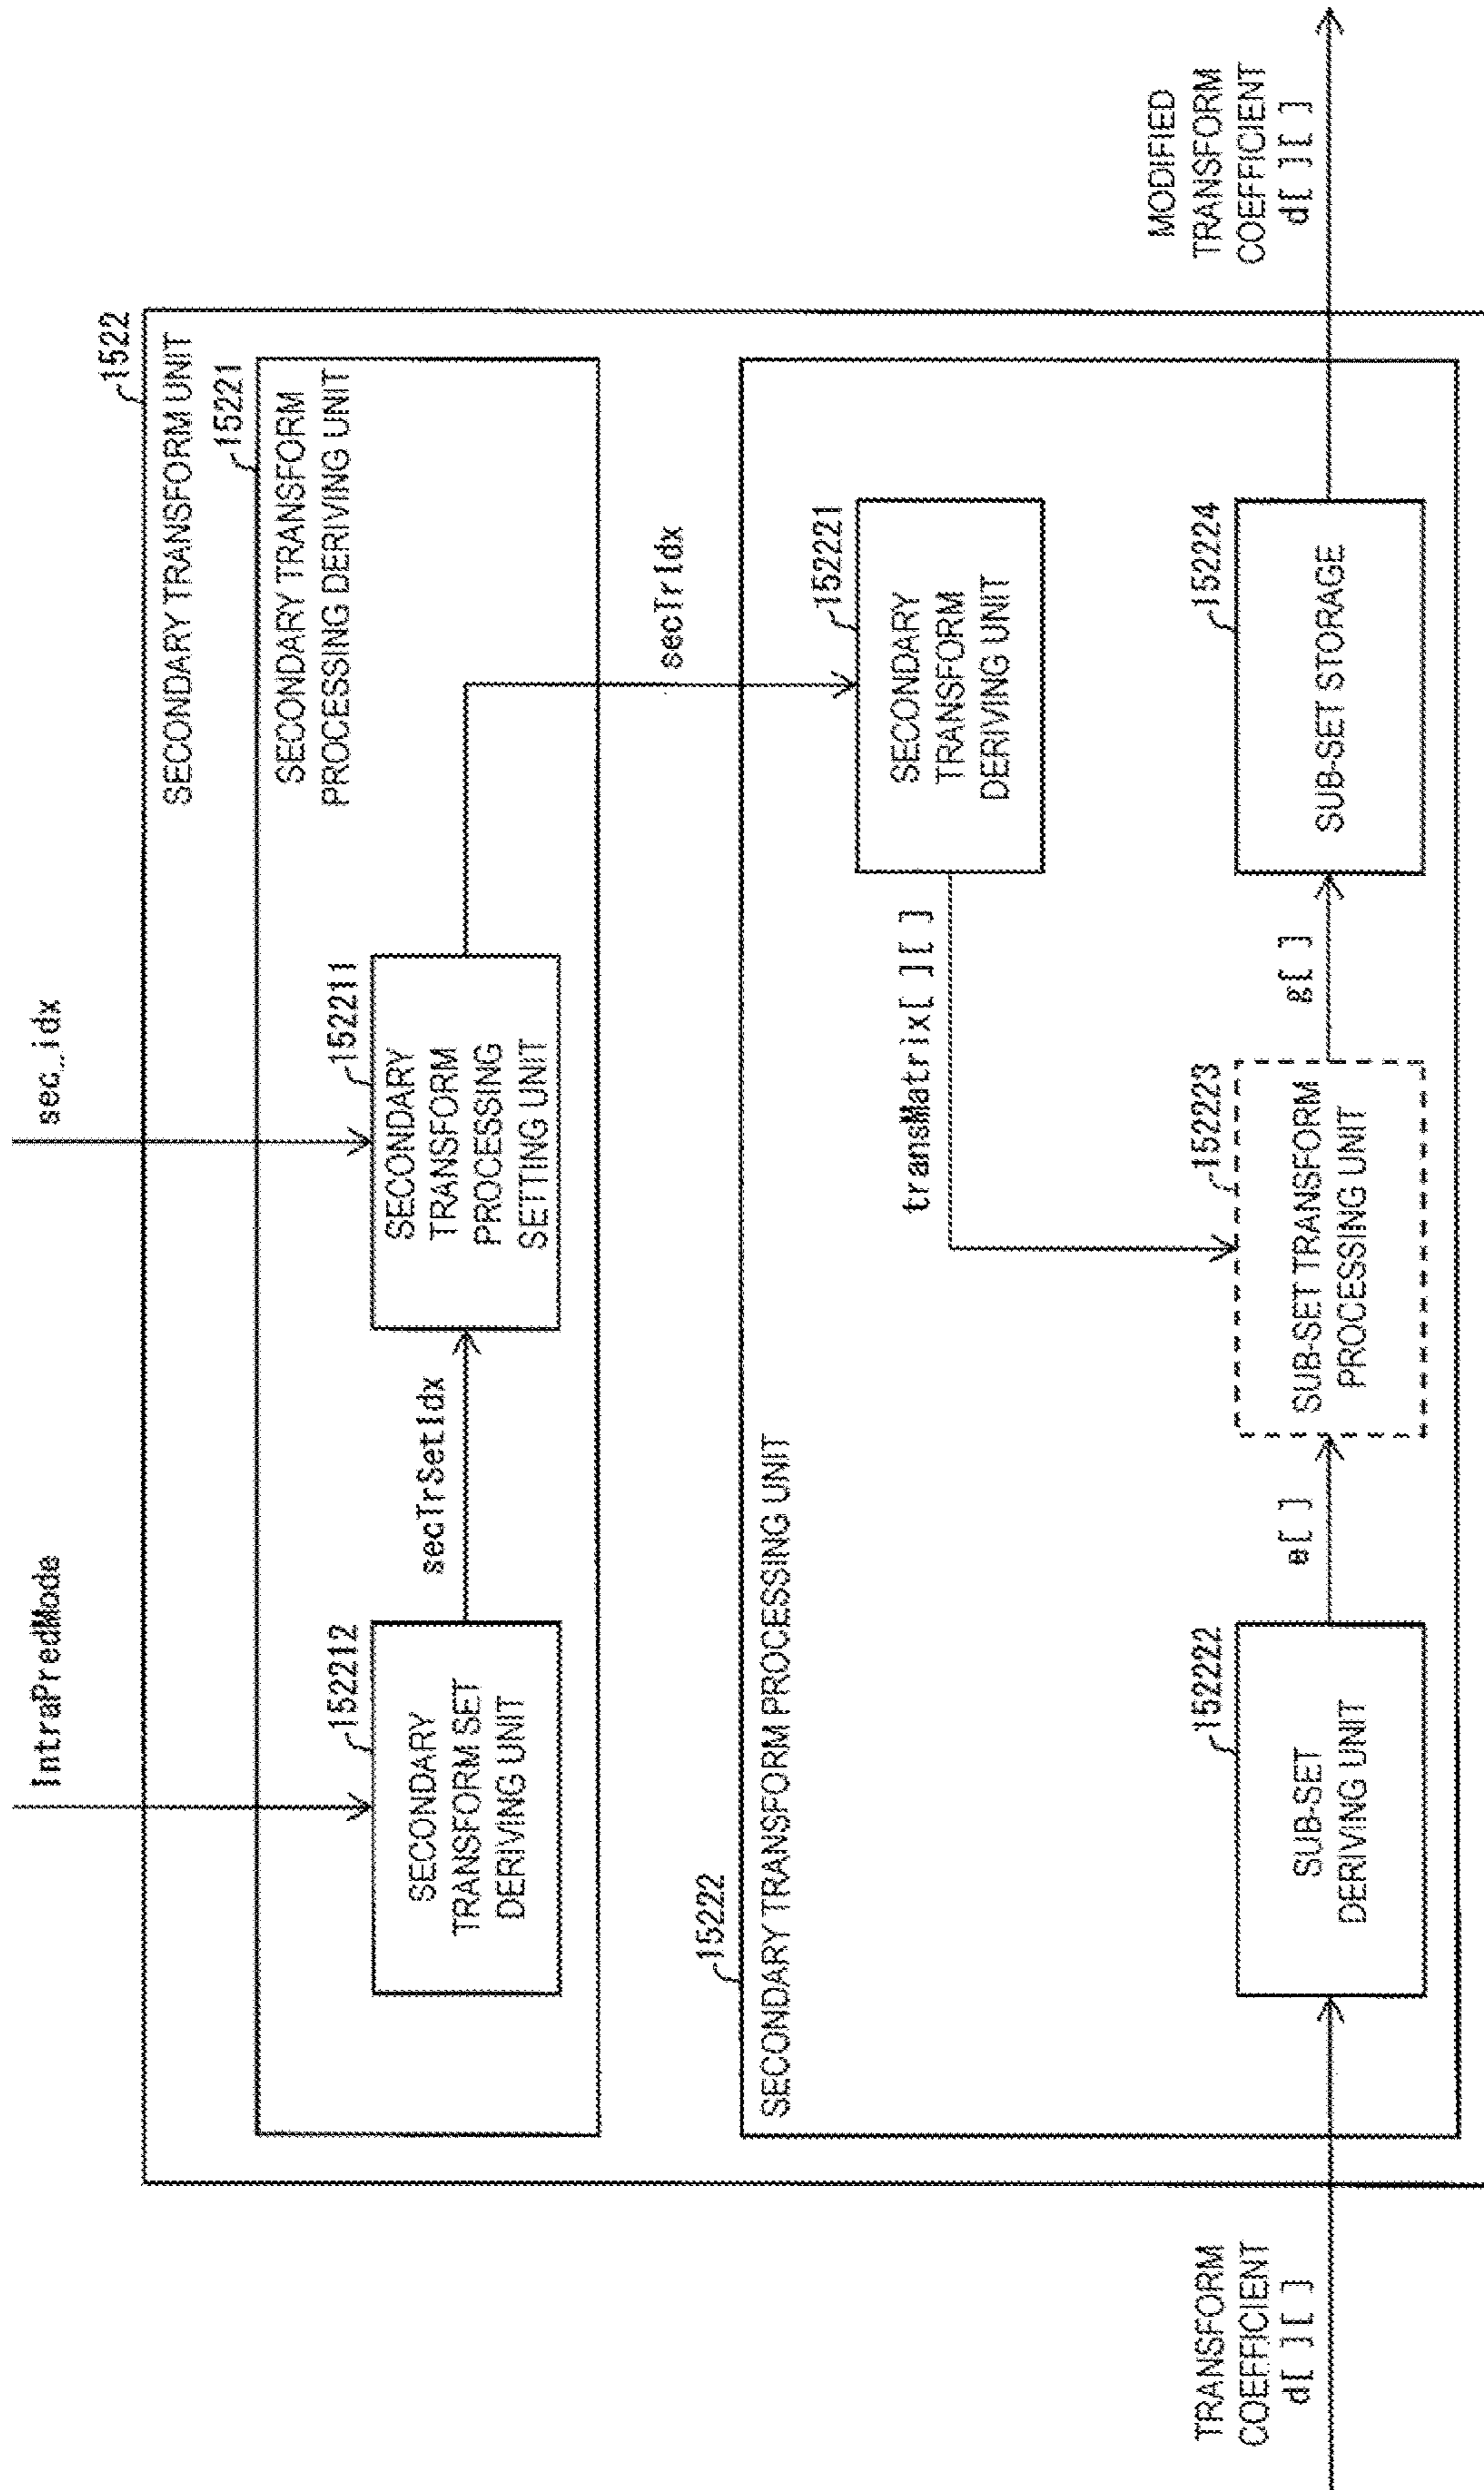 IntraPredMode
sec_idx
1522
SECONDARY TRANSFORM UNIT
15221
SECONDARY TRANSFORM
PROCESSING DERIVING UNIT
152212
SECONDARY
TRANSFORM SET
DERIVING UNIT
secTrSetIdx
152211
SECONDARY
TRANSFORM
PROCESSING
SETTING UNIT
secTrIdx
15222
SECONDARY TRANSFORM PROCESSING UNIT
152221
SECONDARY
TRANSFORM
DERIVING UNIT
transMatrix[ ][ ]
TRANSFORM
COEFFICIENT
d[ ][ ]
152222
SUB-SET
DERIVING UNIT
e[ ]
152223
SUB-SET TRANSFORM
PROCESSING UNIT
g[ ]
152224
SUB-SET STORAGE
MODIFIED
TRANSFORM
COEFFICIENT
d[ ][ ]